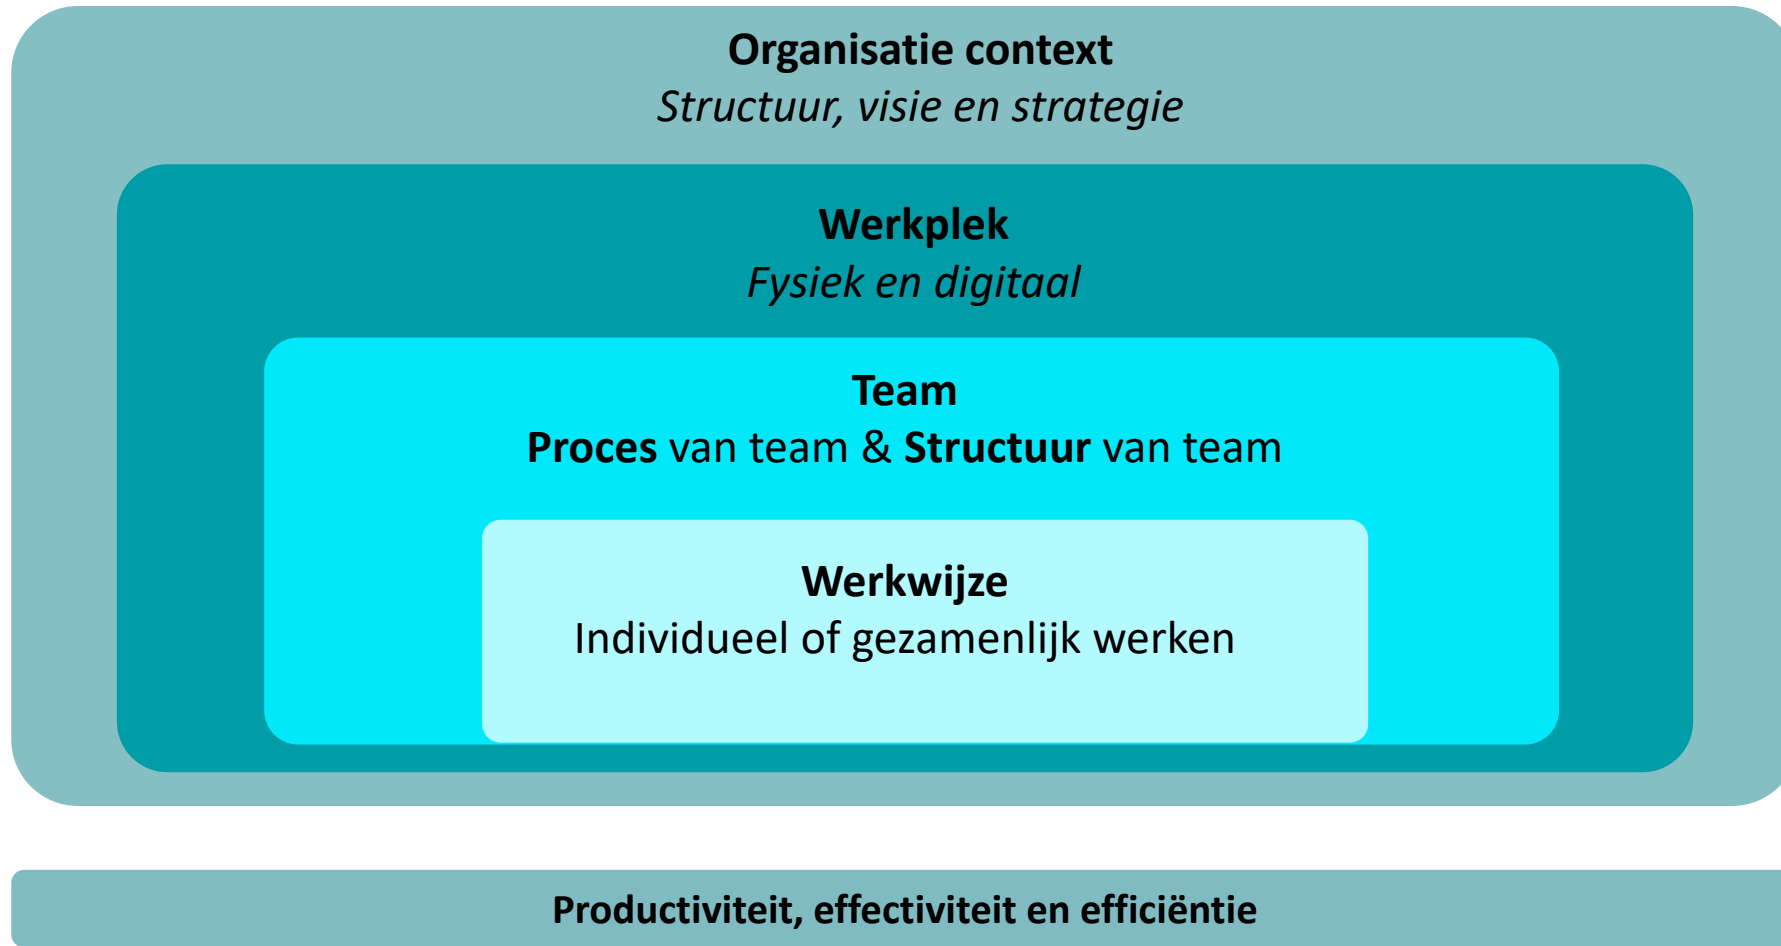 Organisatie context
Structuur, visie en strategie
Werkplek
Fysiek en digitaal
Team
Proces van team & Structuur van team
Werkwijze
Individueel of gezamenlijk werken
Productiviteit, effectiviteit en efficiëntie